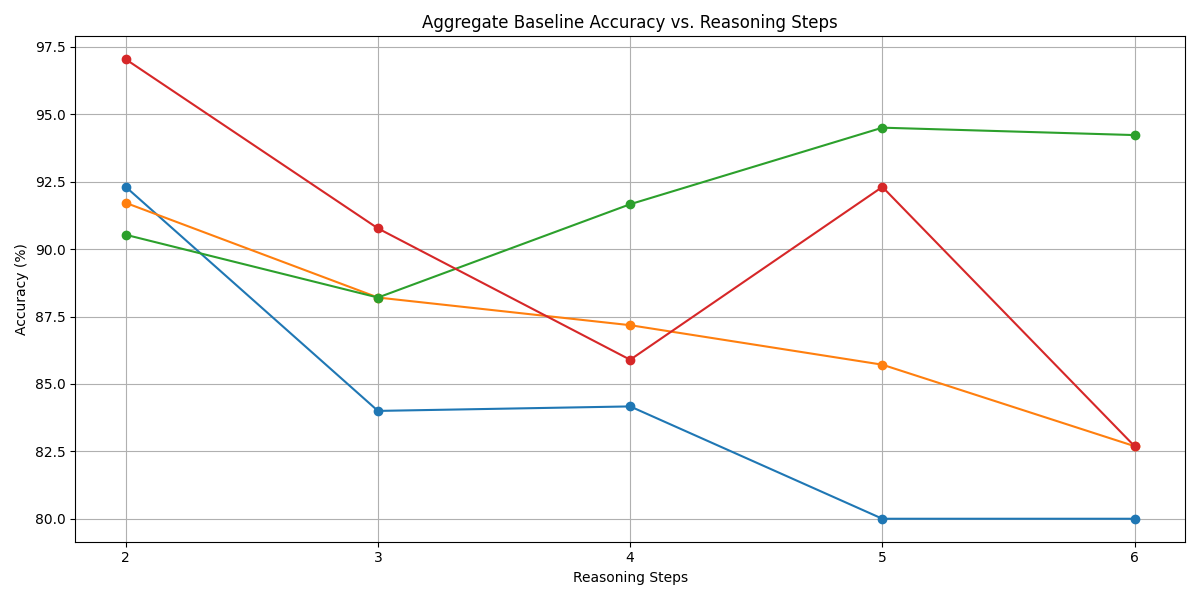 Aggregate Baseline Accuracy vs. Reasoning Steps
Accuracy (%)
97.5
95.0
92.5
90.0
87.5
85.0
82.5
80.0
2 3 4 5 6
Reasoning Steps